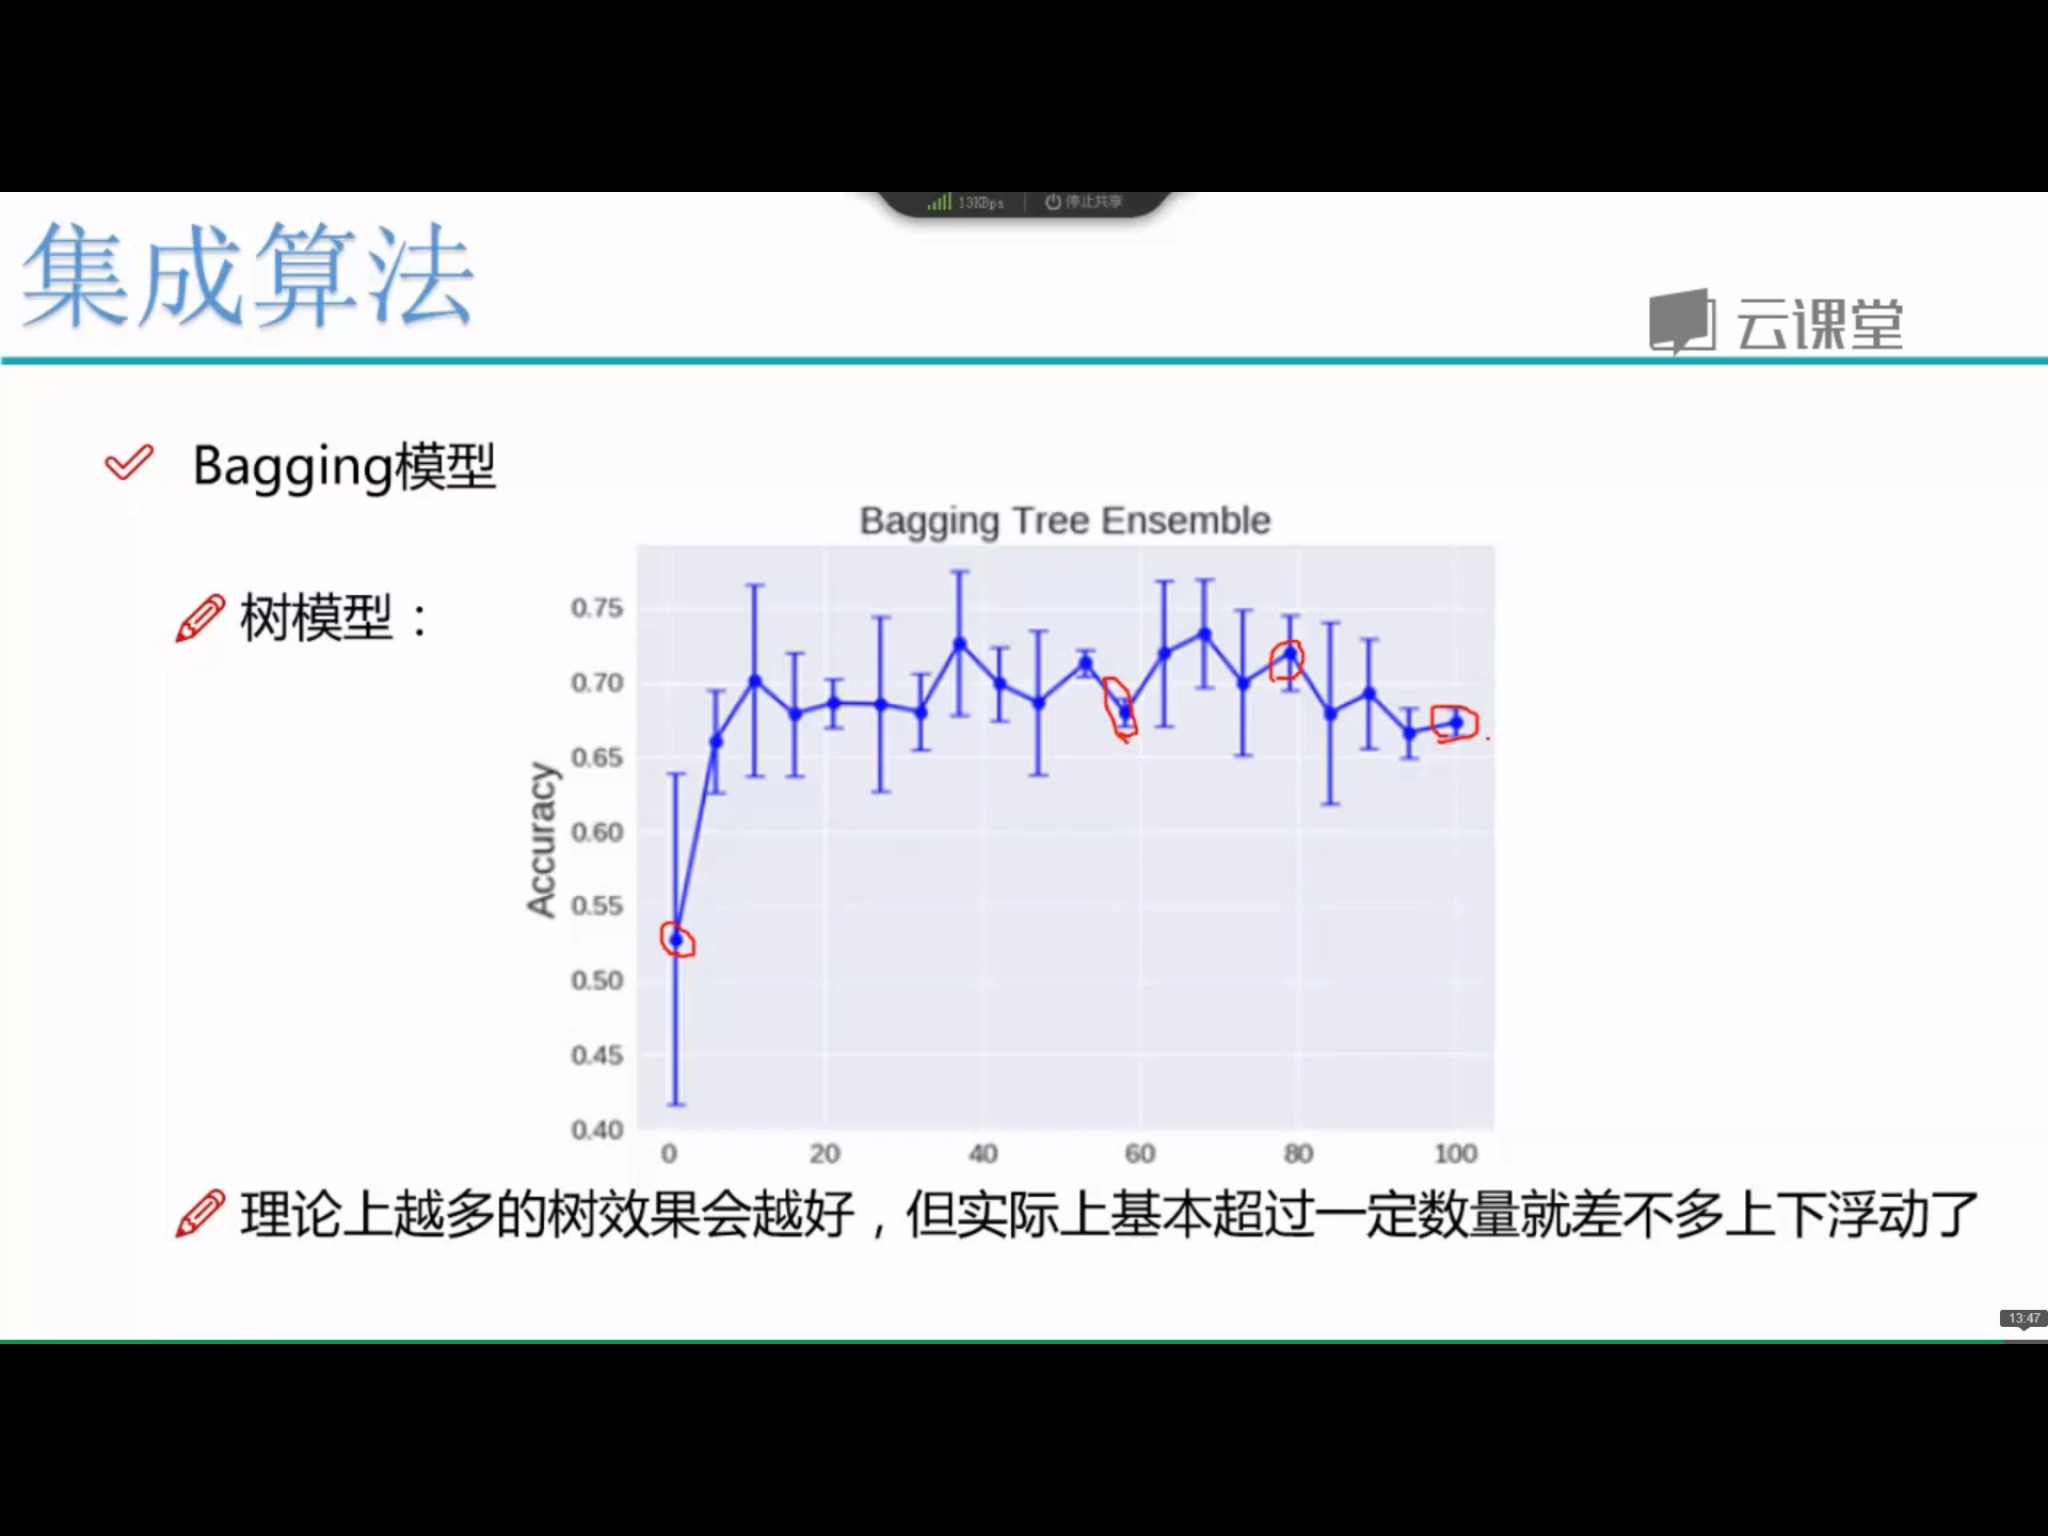 13KBps 停止共享
集成算法
云课堂
Bagging模型
Bagging Tree Ensemble
树模型：
Accuracy
0.75
0.70
0.65
0.60
0.55
0.50
0.45
0.40
0 20 40 60 80 100
理论上越多的树效果会越好，但实际上基本超过一定数量就差不多上下浮动了
13:47